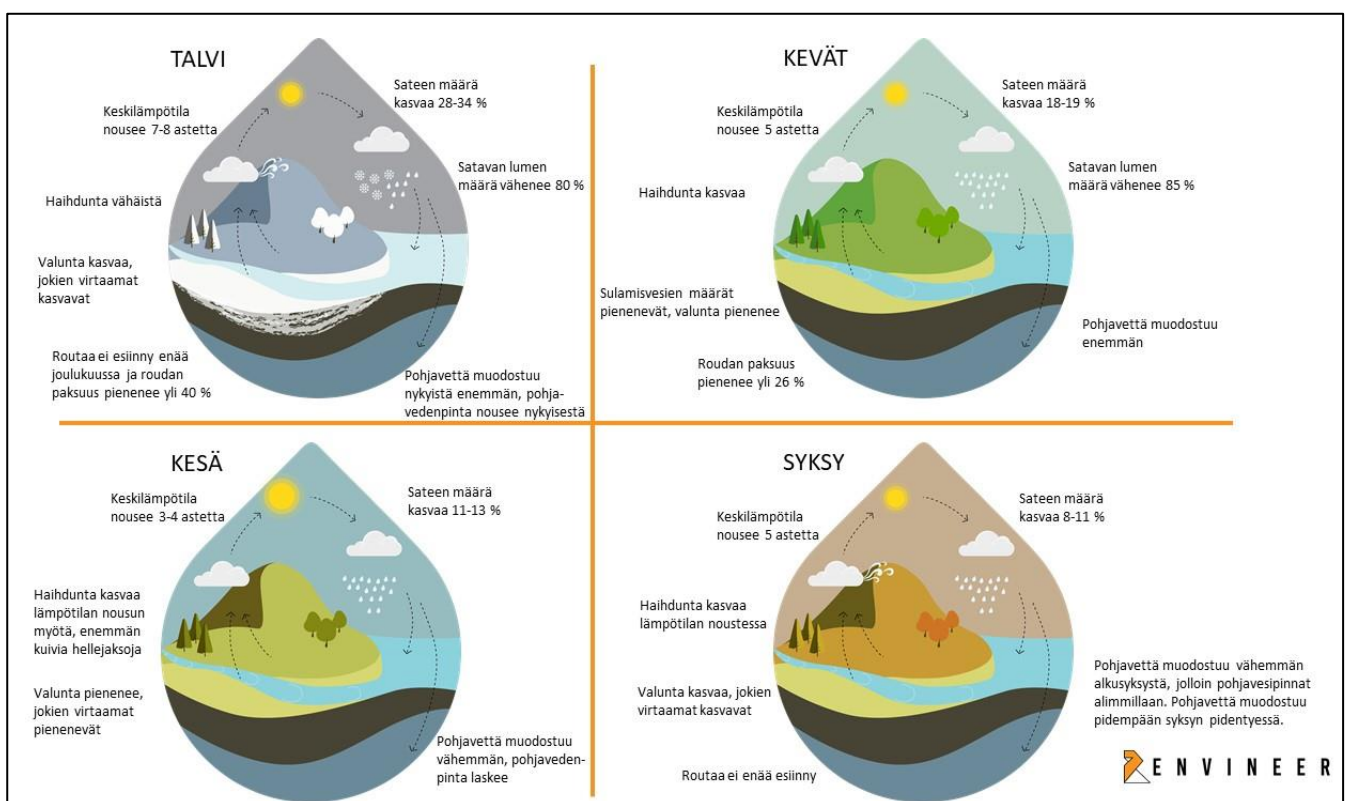 TALVI
Keskilämpötila
nousee 7-8 astetta
Sateen määrä
kasvaa 28-34 %
Satavan lumen
määrä vähenee 80 %
Haihdunta vähäistä
Valunta kasvaa,
jokien virtaamat
kasvavat
Routaa ei esiinny enää
joulukuussa ja roudan
paksuus pienenee yli 40 %
Pohjavettä muodostuu
nykyistä enemmän, pohja-
vedenpinta nousee nykyisestä
KEVÄT
Keskilämpötila
nousee 5 astetta
Sateen määrä
kasvaa 18-19 %
Satavan lumen
määrä vähenee 85 %
Haihdunta kasvaa
Sulamisvesien määrät
pienenevät, valunta pienenee
Pohjavettä muodostuu
enemmän
Roudan paksuus
pienenee yli 26 %
KESÄ
Keskilämpötila
nousee 3-4 astetta
Sateen määrä
kasvaa 11-13 %
Haihdunta kasvaa
lämpötilan nousun
myötä, enemmän
kuivia hellejaksoja
Valunta pienenee,
jokien virtaamat
pienenevät
Pohjavettä muodostuu
vähemmän, pohjaveden-
pinta laskee
SYKSY
Keskilämpötila
nousee 5 astetta
Sateen määrä
kasvaa 8-11 %
Haihdunta kasvaa
lämpötilan noustessa
Valunta kasvaa, jokien
virtaamat kasvavat
Pohjavettä muodostuu vähemmän
alkusyksystä, jolloin pohjavesipinnat
alimmillaan. Pohjavettä muodostuu
pidempään syksyn pidentyessä.
Routaa ei enää esiinny
ENVINEER